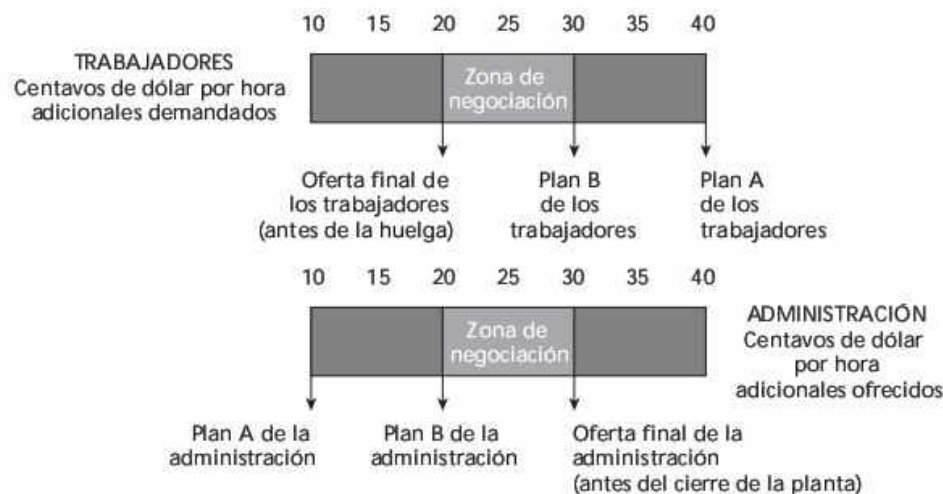 10 15 20 25 30 35 40
TRABAJADORES
Centavos de dólar por hora
adicionales demandados
Zona de
negociación
Oferta final de
los trabajadores
(antes de la huelga)
Plan B
de los
trabajadores
Plan A
de los
trabajadores
10 15 20 25 30 35 40
Zona de
negociación
ADMINISTRACIÓN
Centavos de dólar
por hora
adicionales ofrecidos
Plan A de la
administración
Plan B de la
administración
Oferta final de la
administración
(antes del cierre de la planta)